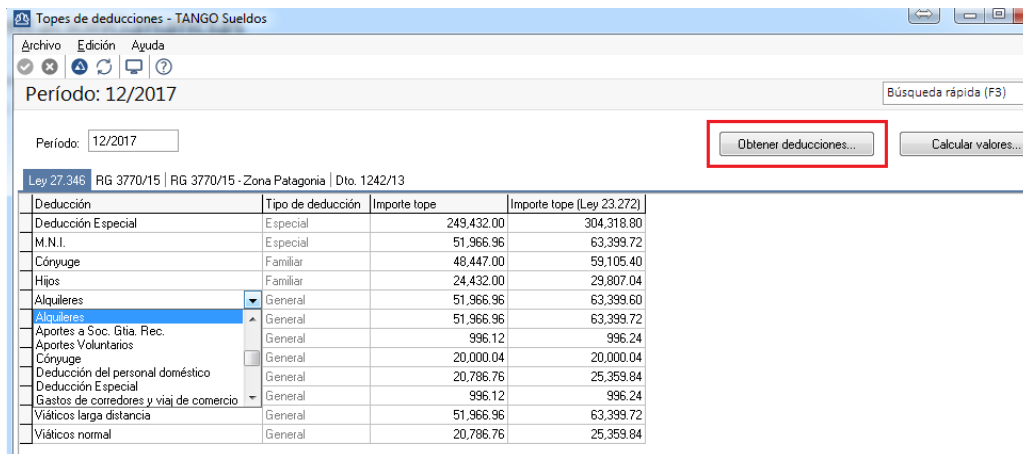 Topes de deducciones - TANGO Sueldos
Archivo Edición Ayuda
Período: 12/2017
Búsqueda rápida (F3)
Período: 12/2017
Obtener deducciones... Calcular valores...
Ley 27.346 RG 3770/15 RG 3770/15 - Zona Patagonia Dto. 1242/13
Deducción Tipo de deducción Importe tope Importe tope (Ley 23.272)
Deducción Especial Especial 249,432.00 304,318.80
M.N.I. Especial 51,966.96 63,399.72
Cónyuge Familiar 48,447.00 59,105.40
Hijos Familiar 24,432.00 29,807.04
Alquileres General 51,966.96 63,399.60
Alquileres General 51,966.96 63,399.72
Aportes a Soc. Gtia. Rec.
Aportes Voluntarios General 996.12 996.24
Cónyuge General 20,000.04 20,000.04
Deducción del personal doméstico General 20,786.76 25,359.84
Deducción Especial
Gastos de corredores y viaj de comercio General 996.12 996.24
Viáticos larga distancia General 51,966.96 63,399.72
Viáticos normal General 20,786.76 25,359.84